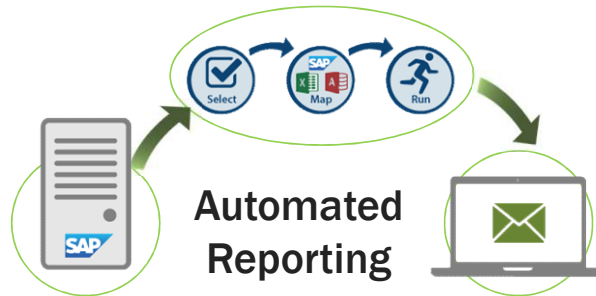 Select
SAP
X
A
Map
Run
SAP
Automated
Reporting